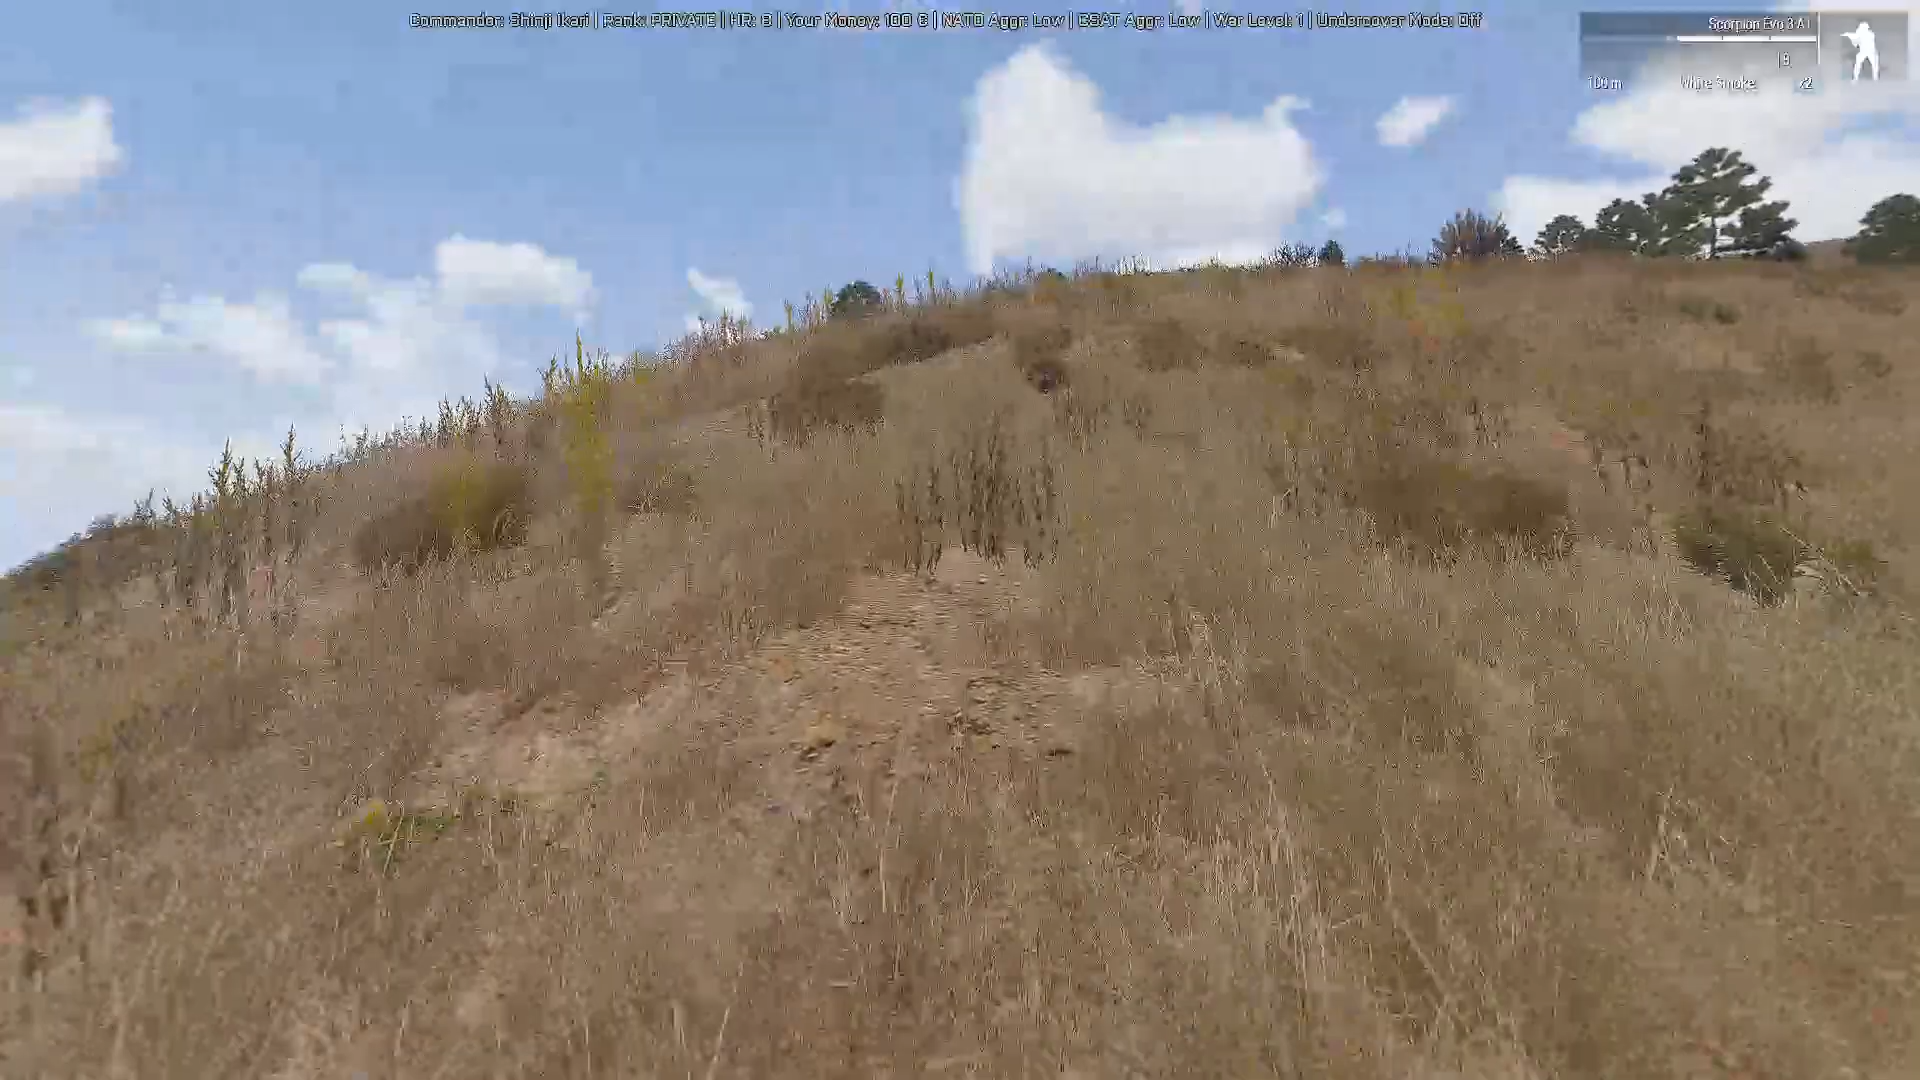 Commander: Shinji Ikari | Rank: PRIVATE | HR: 8 | Your Money: 100 € | NATO Aggr: Low | CSAT Aggr: Low | War Level: 1 | Undercover Mode: Off
Scorpion Evo 3 A1
100 m White Smoke x2